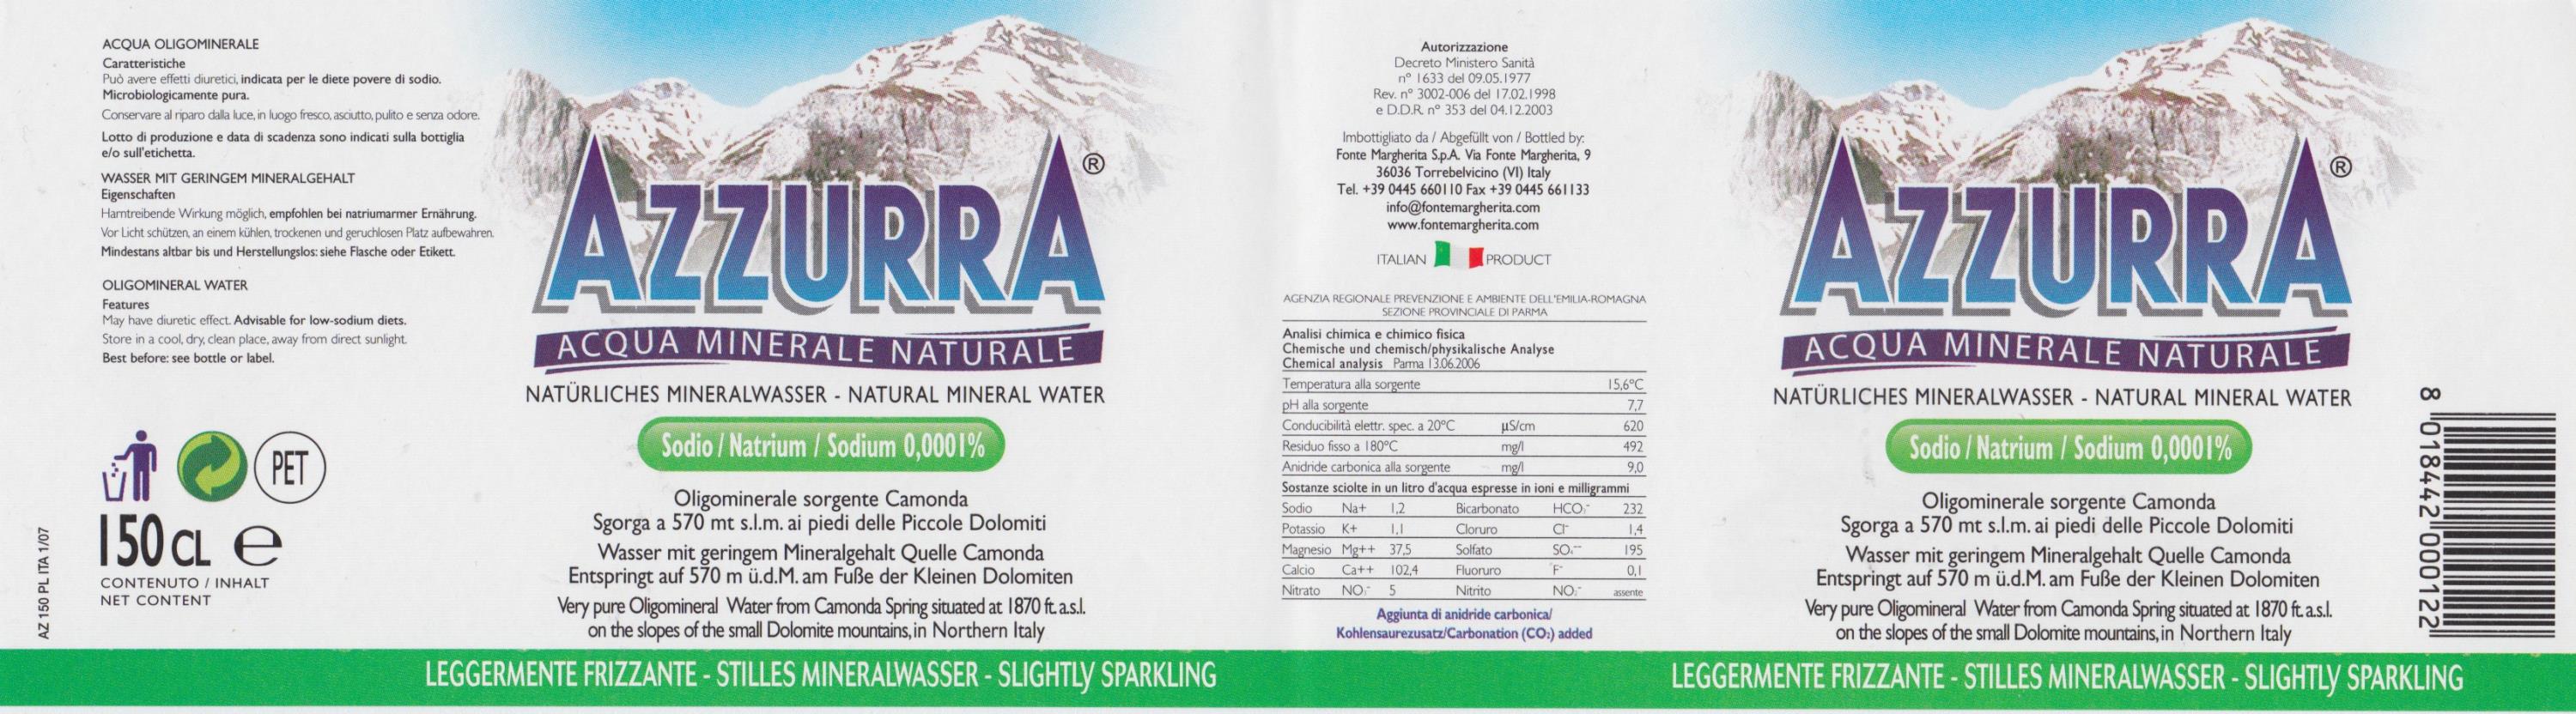 ACQUA OLIGOMINERALE
Caratteristiche
Può avere effetti diuretici, indicata per le diete povere di sodio.
Microbiologicamente pura.
Conservare al riparo dalla luce, in luogo fresco, asciutto, pulito e senza odore.
Lotto di produzione e data di scadenza sono indicati sulla bottiglia
e/o sull'etichetta.
WASSER MIT GERINGEM MINERALGEHALT
Eigenschaften
Harntreibende Wirkung möglich, empfohlen bei natriumarmer Ernährung.
Vor Licht schützen, an einem kühlen, trockenen und geruchlosen Platz aufbewahren.
Mindestans altbar bis und Herstellungslos: siehe Flasche oder Etikett.
OLIGOMINERAL WATER
Features
May have diuretic effect. Advisable for low-sodium diets.
Store in a cool, dry, clean place, away from direct sunlight.
Best before: see bottle or label.
PET
150 CL e
CONTENUTO / INHALT
NET CONTENT
AZ 150 PL ITA 1/07
AZZURRA®
ACQUA MINERALE NATURALE
NATÜRLICHES MINERALWASSER - NATURAL MINERAL WATER
Sodio / Natrium / Sodium 0,0001%
Oligominerale sorgente Camonda
Sgorga a 570 mt s.l.m. ai piedi delle Piccole Dolomiti
Wasser mit geringem Mineralgehalt Quelle Camonda
Entspringt auf 570 m ü.d.M. am Fuße der Kleinen Dolomiten
Very pure Oligomineral Water from Camonda Spring situated at 1870 ft. a.s.l.
on the slopes of the small Dolomite mountains, in Northern Italy
LEGGERMENTE FRIZZANTE - STILLES MINERALWASSER - SLIGHTLY SPARKLING
Autorizzazione
Decreto Ministero Sanità
n° 1633 del 09.05.1977
Rev. n° 3002-006 del 17.02.1998
e D.D.R. n° 353 del 04.12.2003
Imbottigliato da / Abgefüllt von / Bottled by:
Fonte Margherita S.p.A. Via Fonte Margherita, 9
36036 Torrebelvicino (VI) Italy
Tel. +39 0445 660110 Fax +39 0445 661133
info@fontemargherita.com
www.fontemargherita.com
ITALIAN PRODUCT
AGENZIA REGIONALE PREVENZIONE E AMBIENTE DELL'EMILIA-ROMAGNA
SEZIONE PROVINCIALE DI PARMA
Analisi chimica e chimico fisica
Chemische und chemisch/physikalische Analyse
Chemical analysis Parma 13.06.2006
Temperatura alla sorgente 15,6°C
pH alla sorgente 7,7
Conducibilità elettr. spec. a 20°C µS/cm 620
Residuo fisso a 180°C mg/l 492
Anidride carbonica alla sorgente mg/l 9,0
Sostanze sciolte in un litro d'acqua espresse in ioni e milligrammi
Sodio Na+ 1,2 Bicarbonato HCO₃⁻ 232
Potassio K+ 1,1 Cloruro Cl⁻ 1,4
Magnesio Mg++ 37,5 Solfato SO₄⁻⁻ 195
Calcio Ca++ 102,4 Fluoruro F⁻ 0,1
Nitrato NO₃⁻ 5 Nitrito NO₂⁻ assente
Aggiunta di anidride carbonica/
Kohlensaurezusatz/Carbonation (CO₂) added
AZZURRA®
ACQUA MINERALE NATURALE
NATÜRLICHES MINERALWASSER - NATURAL MINERAL WATER
Sodio / Natrium / Sodium 0,0001%
Oligominerale sorgente Camonda
Sgorga a 570 mt s.l.m. ai piedi delle Piccole Dolomiti
Wasser mit geringem Mineralgehalt Quelle Camonda
Entspringt auf 570 m ü.d.M. am Fuße der Kleinen Dolomiten
Very pure Oligomineral Water from Camonda Spring situated at 1870 ft. a.s.l.
on the slopes of the small Dolomite mountains, in Northern Italy
LEGGERMENTE FRIZZANTE - STILLES MINERALWASSER - SLIGHTLY SPARKLING
8 018442 000122